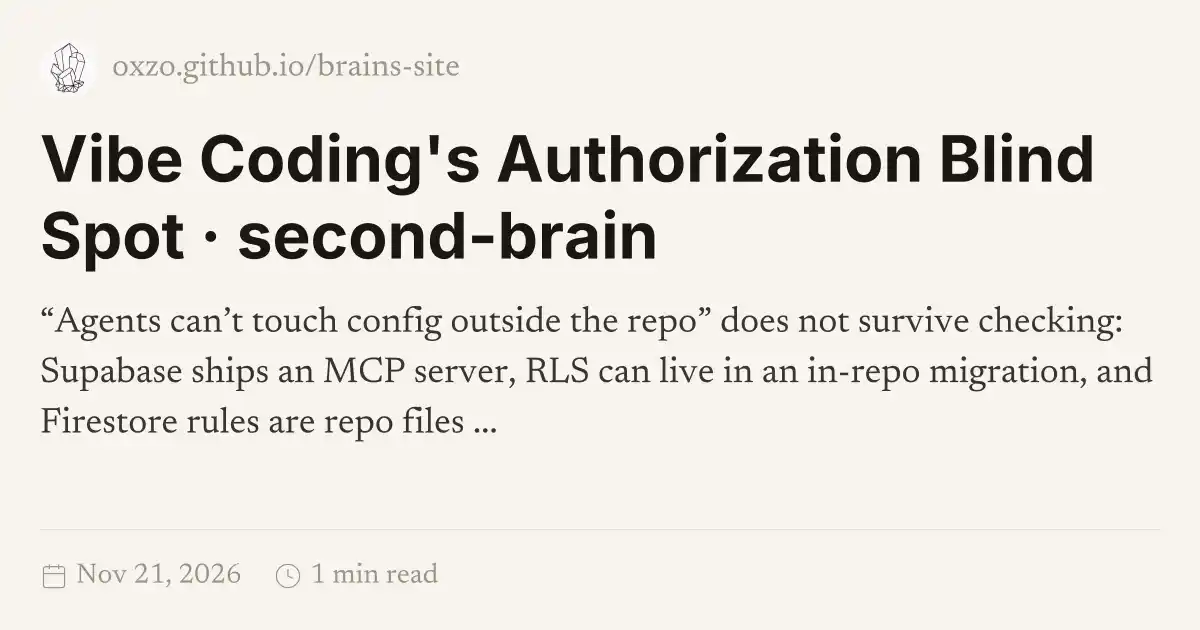 oxzo.github.io/brains-site
Vibe Coding's Authorization Blind
Spot · second-brain
“Agents can’t touch config outside the repo” does not survive checking:
Supabase ships an MCP server, RLS can live in an in-repo migration, and
Firestore rules are repo files ...
Nov 21, 2026 1 min read